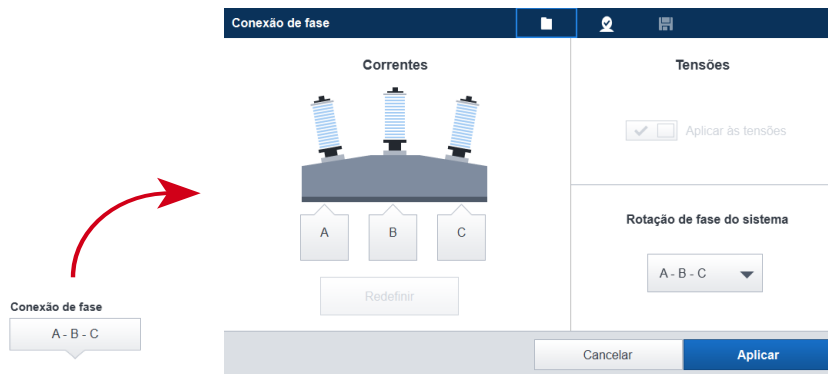 Conexão de fase
Correntes
A
B
C
Redefinir
Tensões
Aplicar às tensões
Rotação de fase do sistema
A - B - C
Cancelar
Aplicar
Conexão de fase
A - B - C